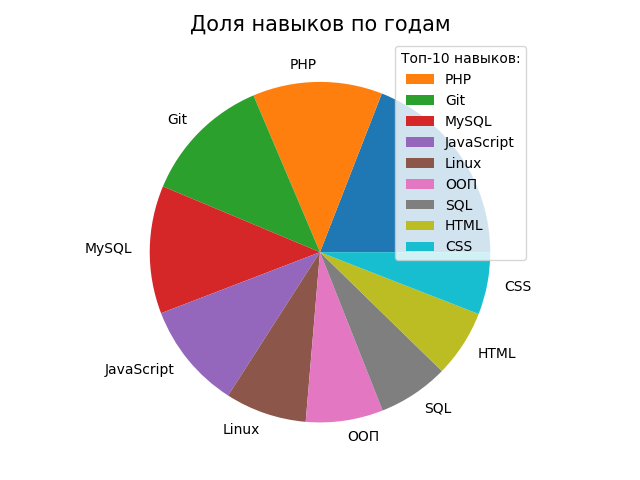 Доля навыков по годам
Топ-10 навыков:
PHP
Git
MySQL
JavaScript
Linux
ООП
SQL
HTML
CSS
PHP
Git
MySQL
JavaScript
Linux
ООП
SQL
HTML
CSS